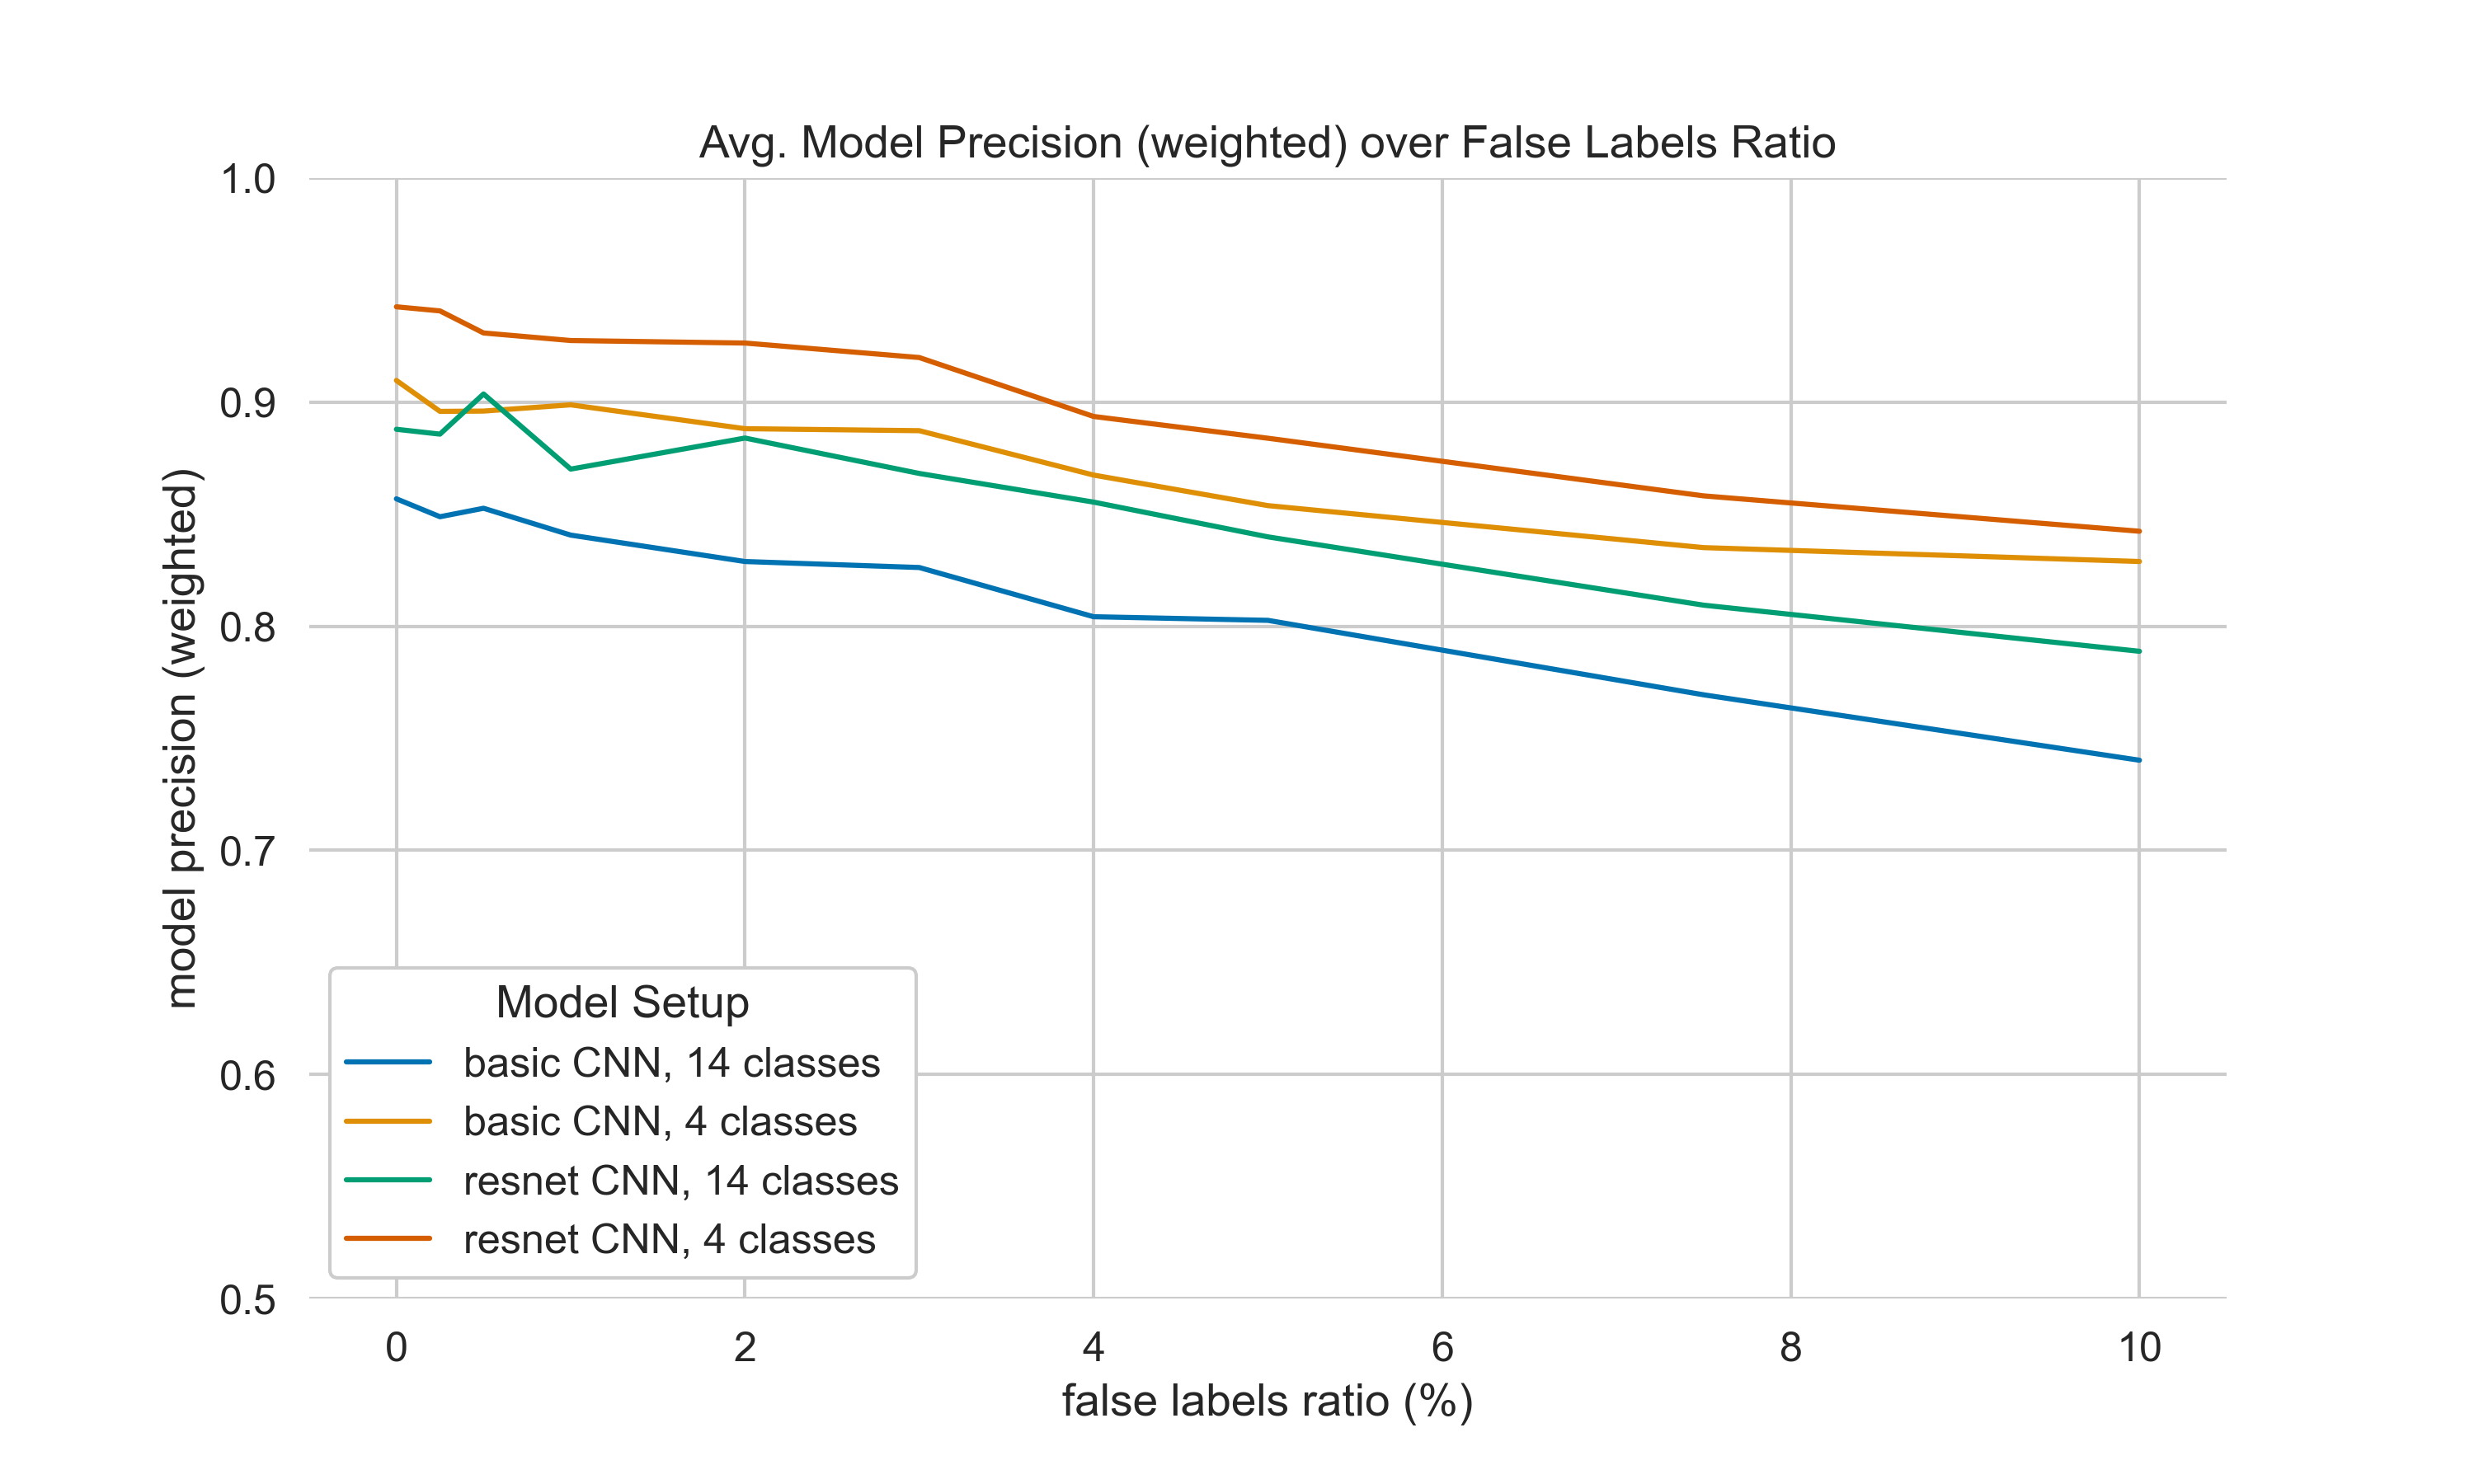 Avg. Model Precision (weighted) over False Labels Ratio
1.0
0.9
0.8
0.7
0.6
0.5
model precision (weighted)
Model Setup
basic CNN, 14 classes
basic CNN, 4 classes
resnet CNN, 14 classes
resnet CNN, 4 classes
0 2 4 6 8 10
false labels ratio (%)